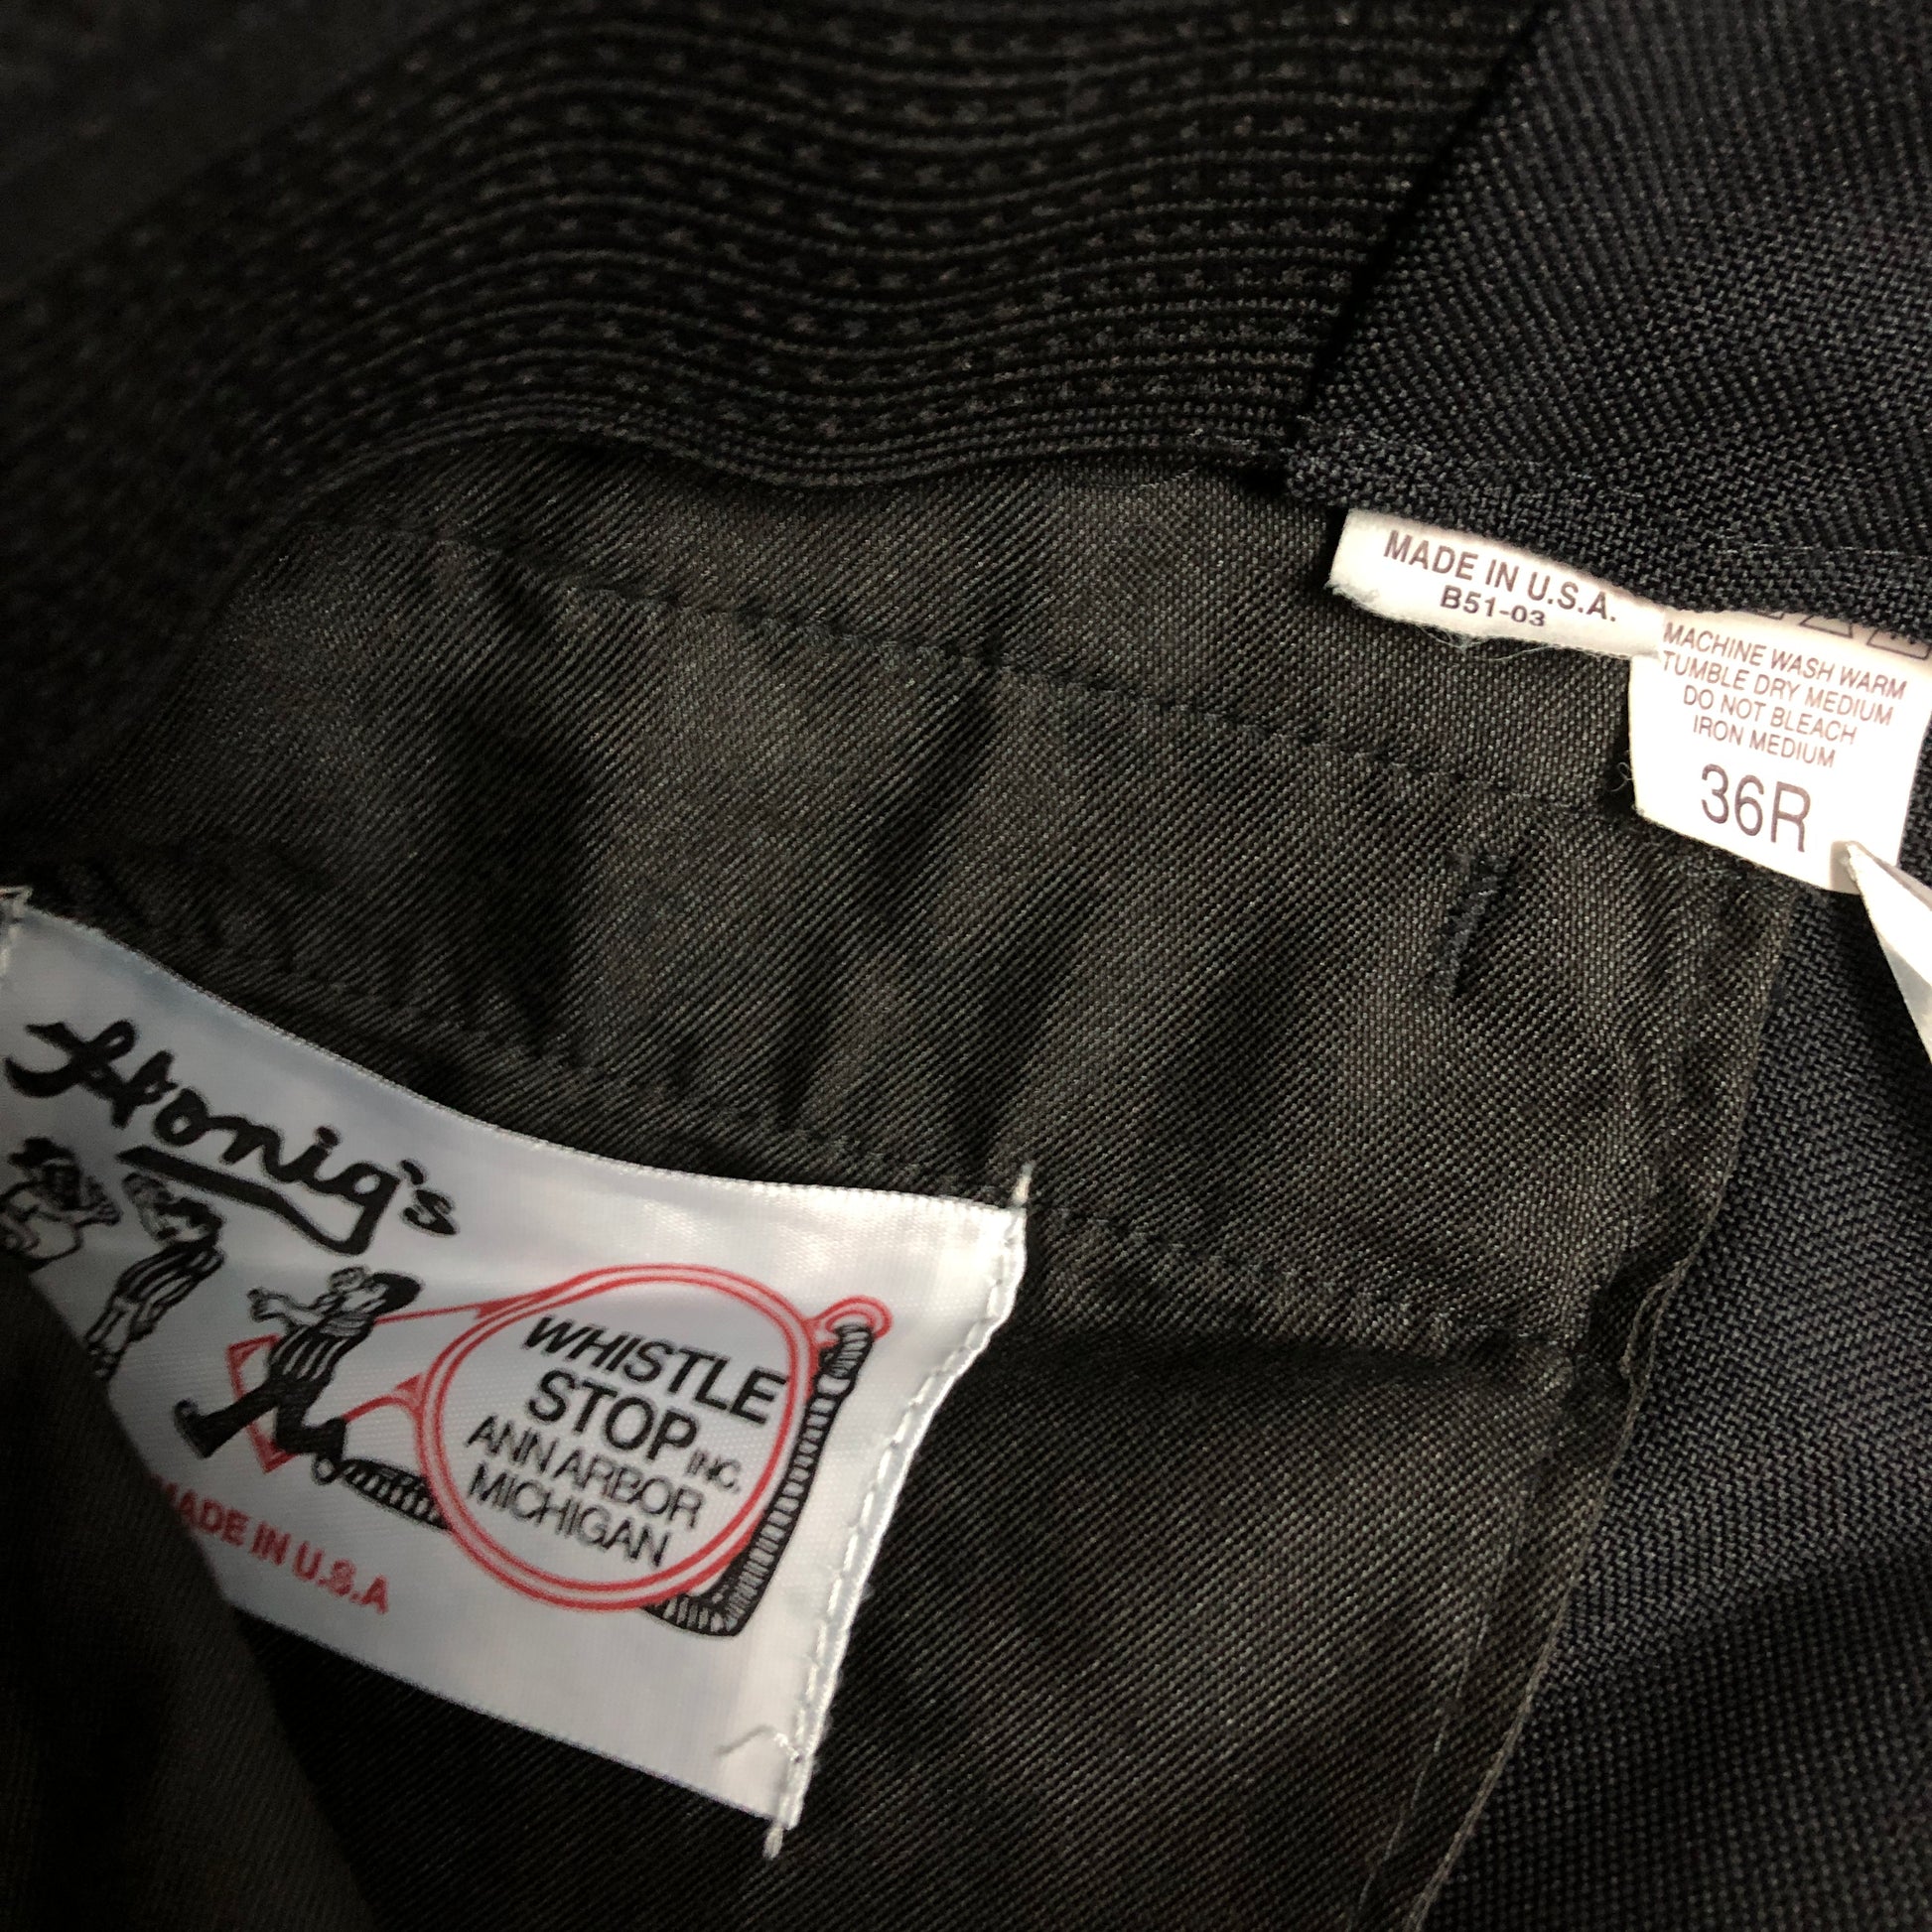 MADE IN U.S.A.
B51-03
MACHINE WASH WARM
TUMBLE DRY MEDIUM
DO NOT BLEACH
IRON MEDIUM
36R
Honig's
WHISTLE
STOP INC.
ANN ARBOR
MICHIGAN
MADE IN U.S.A